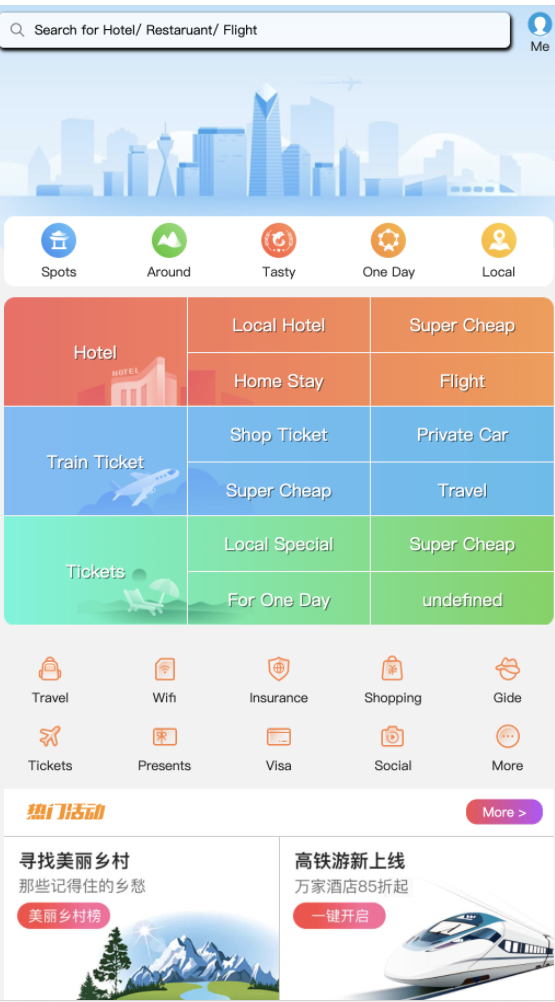 Search for Hotel/ Restaruant/ Flight
Me
Spots
Around
Tasty
One Day
Local
Hotel
HOTEL
Local Hotel
Super Cheap
Home Stay
Flight
Train Ticket
Shop Ticket
Private Car
Super Cheap
Travel
Tickets
Local Special
Super Cheap
For One Day
undefined
Travel
Wifi
Insurance
Shopping
Gide
Tickets
Presents
Visa
Social
More
热门活动
More >
寻找美丽乡村
那些记得住的乡愁
美丽乡村榜
高铁游新上线
万家酒店85折起
一键开启